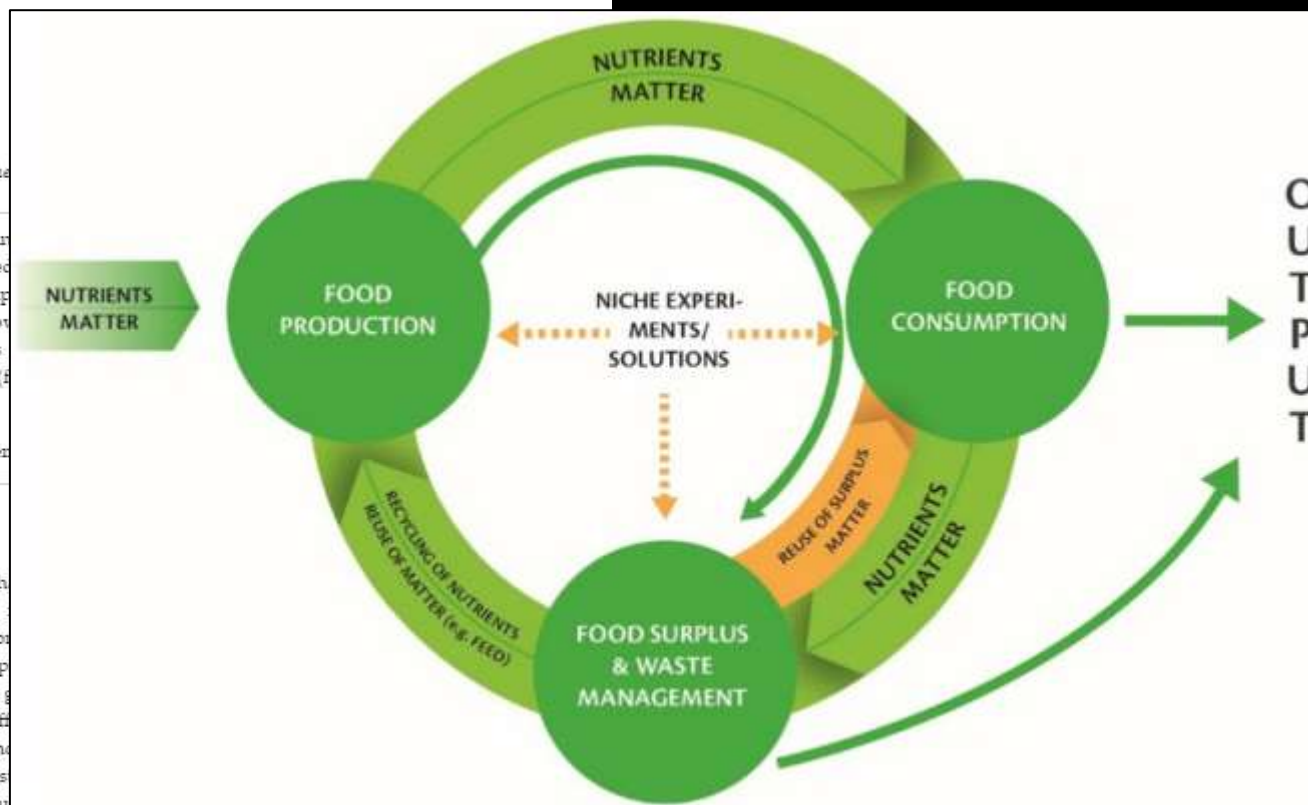 NUTRIENTS
MATTER
NUTRIENTS
MATTER
FOOD
PRODUCTION
NICHE EXPERI-
MENTS/
SOLUTIONS
FOOD
CONSUMPTION
OUTPUT
REUSE OF SURPLUS
MATTER
NUTRIENTS
MATTER
RECYCLING OF NUTRIENTS
REUSE OF MATTER (e.g. FEED)
FOOD SURPLUS
& WASTE
MANAGEMENT